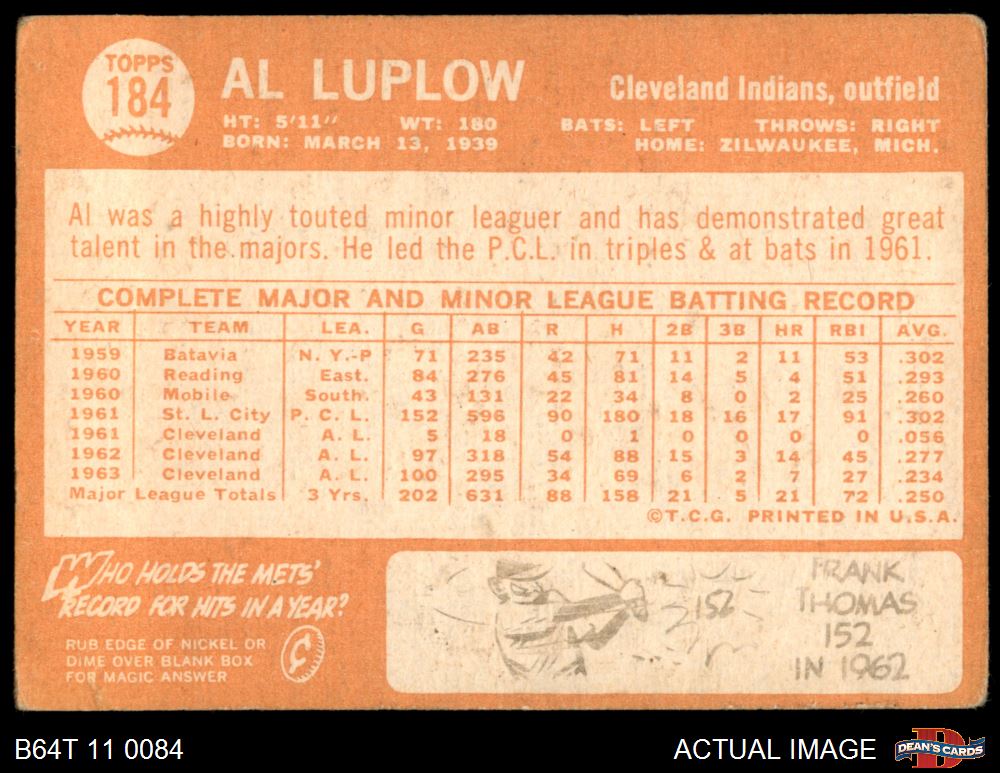 TOPPS
184
AL LUPLOW
Cleveland Indians, outfield
HT: 5'11" WT: 180 BATS: LEFT THROWS: RIGHT
BORN: MARCH 13, 1939 HOME: ZILWAUKEE, MICH.
Al was a highly touted minor leaguer and has demonstrated great
talent in the majors. He led the P.C.L. in triples & at bats in 1961.
COMPLETE MAJOR AND MINOR LEAGUE BATTING RECORD
YEAR TEAM LEA. G AB R H 2B 3B HR RBI AVG.
1959 Batavia N. Y.-P 71 235 42 71 11 2 11 53 .302
1960 Reading East. 84 276 45 81 14 5 4 51 .293
1960 Mobile South. 43 131 22 34 8 0 2 25 .260
1961 St. L. City P. C. L. 152 596 90 180 18 16 17 91 .302
1961 Cleveland A. L. 5 18 0 1 0 0 0 0 .056
1962 Cleveland A. L. 97 318 54 88 15 3 14 45 .277
1963 Cleveland A. L. 100 295 34 69 6 2 7 27 .234
Major League Totals 3 Yrs. 202 631 88 158 21 5 21 72 .250
©T.C.G. PRINTED IN U.S.A.
WHO HOLDS THE METS'
RECORD FOR HITS IN A YEAR?
RUB EDGE OF NICKEL OR
DIME OVER BLANK BOX
FOR MAGIC ANSWER
¢
152
FRANK
THOMAS
152
IN 1962
B64T 11 0084
ACTUAL IMAGE
D
DEAN'S CARDS